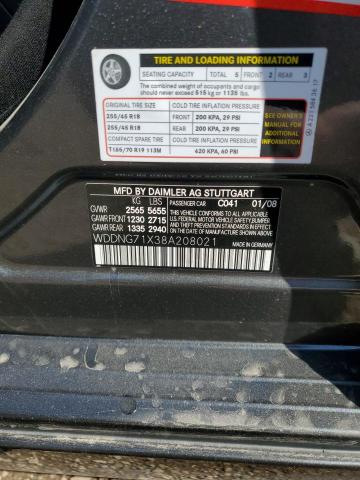 TIRE AND LOADING INFORMATION
SEATING CAPACITY TOTAL 5 FRONT 2 REAR 3
The combined weight of occupants and cargo
should never exceed 515 kg or 1135 lbs.
ORIGINAL TIRE SIZE COLD TIRE INFLATION PRESSURE
255/45 R18 FRONT 200 KPA, 29 PSI
255/45 R18 REAR 200 KPA, 29 PSI
COMPACT SPARE TIRE COLD TIRE INFLATION PRESSURE
T155/70 R19 113M 420 KPA, 60 PSI
SEE OWNER'S
MANUAL FOR
ADDITIONAL
INFORMATION
A 221 584 36 17
MFD BY DAIMLER AG STUTTGART
KG LBS PASSENGER CAR C041 01/08
GVWR 2565 5655
GAWR FRONT 1230 2715
GAWR REAR 1335 2940
THIS VEHICLE CONFORMS TO ALL APPLICABLE
U.S. FEDERAL MOTOR VEHICLE SAFETY,
BUMPER, AND THEFT PREVENTION
STANDARDS IN EFFECT ON THE DATE
OF MANUFACTURE SHOWN ABOVE.
WDDNG71X38A208021